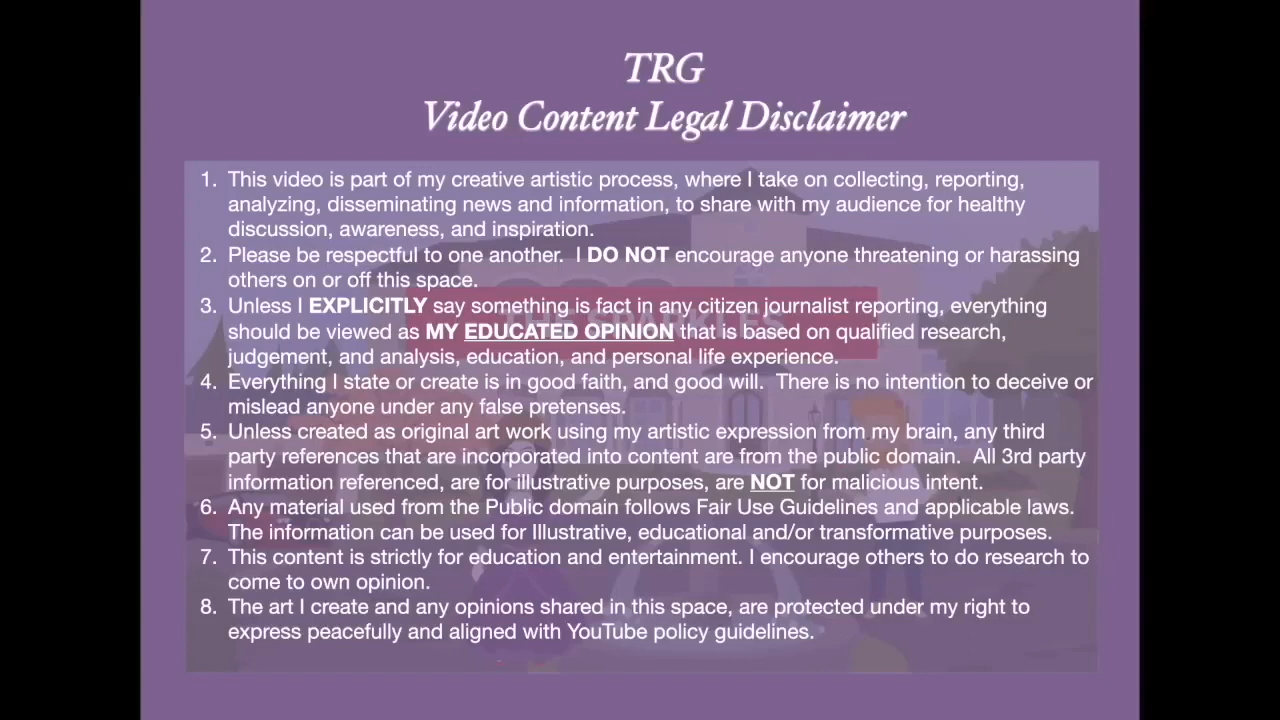 TRG
Video Content Legal Disclaimer
1. This video is part of my creative artistic process, where I take on collecting, reporting,
analyzing, disseminating news and information, to share with my audience for healthy
discussion, awareness, and inspiration.
2. Please be respectful to one another.  I DO NOT encourage anyone threatening or harassing
others on or off this space.
3. Unless I EXPLICITLY say something is fact in any citizen journalist reporting, everything
should be viewed as MY EDUCATED OPINION that is based on qualified research,
judgement, and analysis, education, and personal life experience.
4. Everything I state or create is in good faith, and good will.  There is no intention to deceive or
mislead anyone under any false pretenses.
5. Unless created as original art work using my artistic expression from my brain, any third
party references that are incorporated into content are from the public domain.  All 3rd party
information referenced, are for illustrative purposes, are NOT for malicious intent.
6. Any material used from the Public domain follows Fair Use Guidelines and applicable laws.
The information can be used for Illustrative, educational and/or transformative purposes.
7. This content is strictly for education and entertainment. I encourage others to do research to
come to own opinion.
8. The art I create and any opinions shared in this space, are protected under my right to
express peacefully and aligned with YouTube policy guidelines.